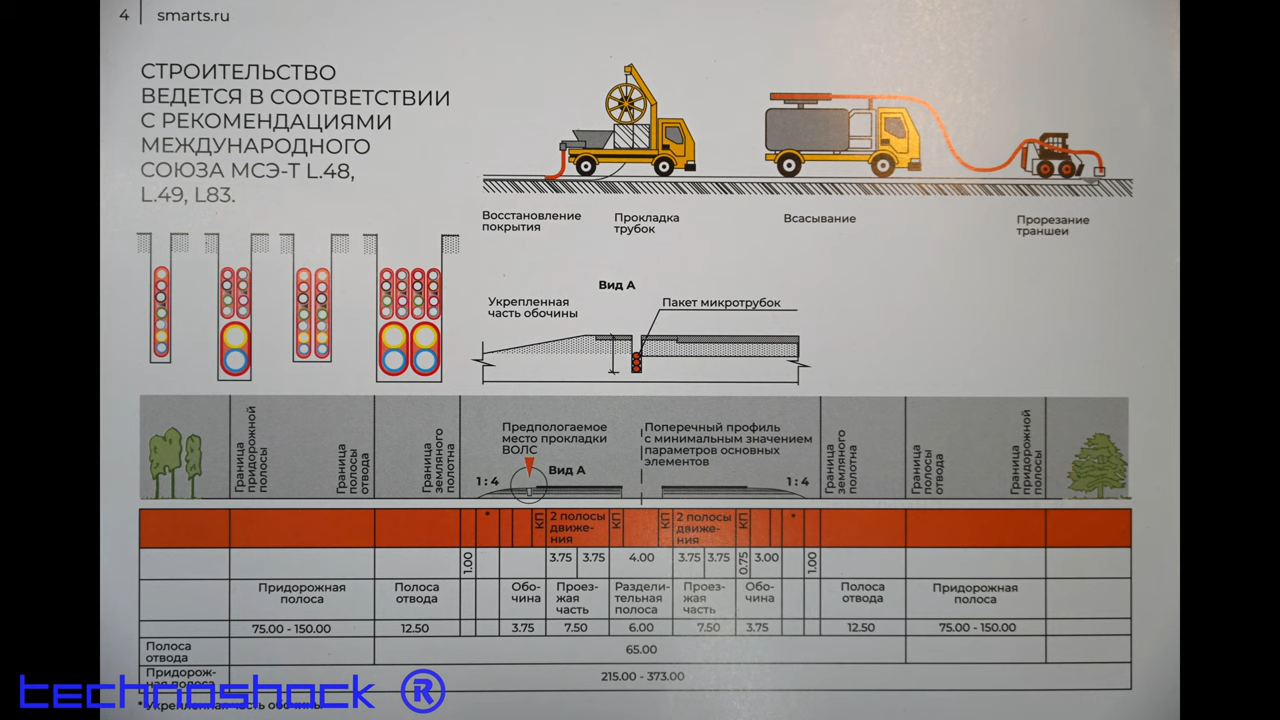 4 smarts.ru
СТРОИТЕЛЬСТВО
ВЕДЕТСЯ В СООТВЕТСТВИИ
С РЕКОМЕНДАЦИЯМИ
МЕЖДУНАРОДНОГО
СОЮЗА МСЭ-Т L.48,
L.49, L83.
Восстановление
покрытия
Прокладка
трубок
Всасывание
Прорезание
траншеи
Вид А
Укрепленная
часть обочины
Пакет микротрубок
Граница
придорожной
полосы
Граница
полосы
отвода
Граница
земляного
полотна
Предпологаемое
место прокладки
ВОЛС
Вид А
1 : 4
Поперечный профиль
с минимальным значением
параметров основных
элементов
1 : 4
Граница
земляного
полотна
Граница
полосы
отвода
Граница
придорожной
полосы
*
КП
2 полосы
движе-
ния
КП
КП
2 полосы
движе-
ния
КП
*
1.00 3.75 3.75 4.00 3.75 3.75 0.75 3.00 1.00
Придорожная
полоса
Полоса
отвода
Обо-
чина
Проез-
жая
часть
Раздели-
тельная
полоса
Проез-
жая
часть
Обо-
чина
Полоса
отвода
Придорожная
полоса
75.00 - 150.00 12.50 3.75 7.50 6.00 7.50 3.75 12.50 75.00 - 150.00
Полоса
отвода
65.00
Придорож-
ная полоса
215.00 - 373.00
technoshock ®
* Укрепленная часть обочины